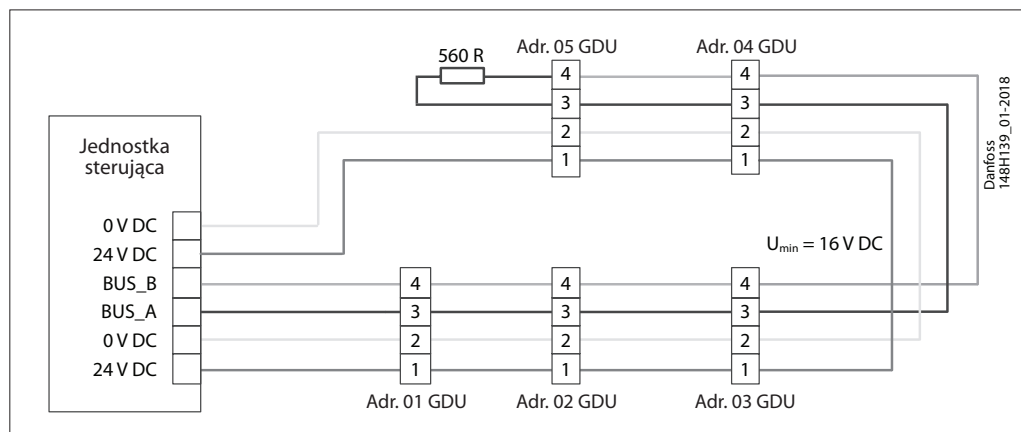 Adr. 05 GDU
Adr. 04 GDU
560 R
4
4
3
3
2
2
1
1
Danfoss
148H139_01-2018
Jednostka
sterująca
0 V DC
24 V DC
BUS_B
BUS_A
0 V DC
24 V DC
Umin = 16 V DC
4
4
4
3
3
3
2
2
2
1
1
1
Adr. 01 GDU
Adr. 02 GDU
Adr. 03 GDU